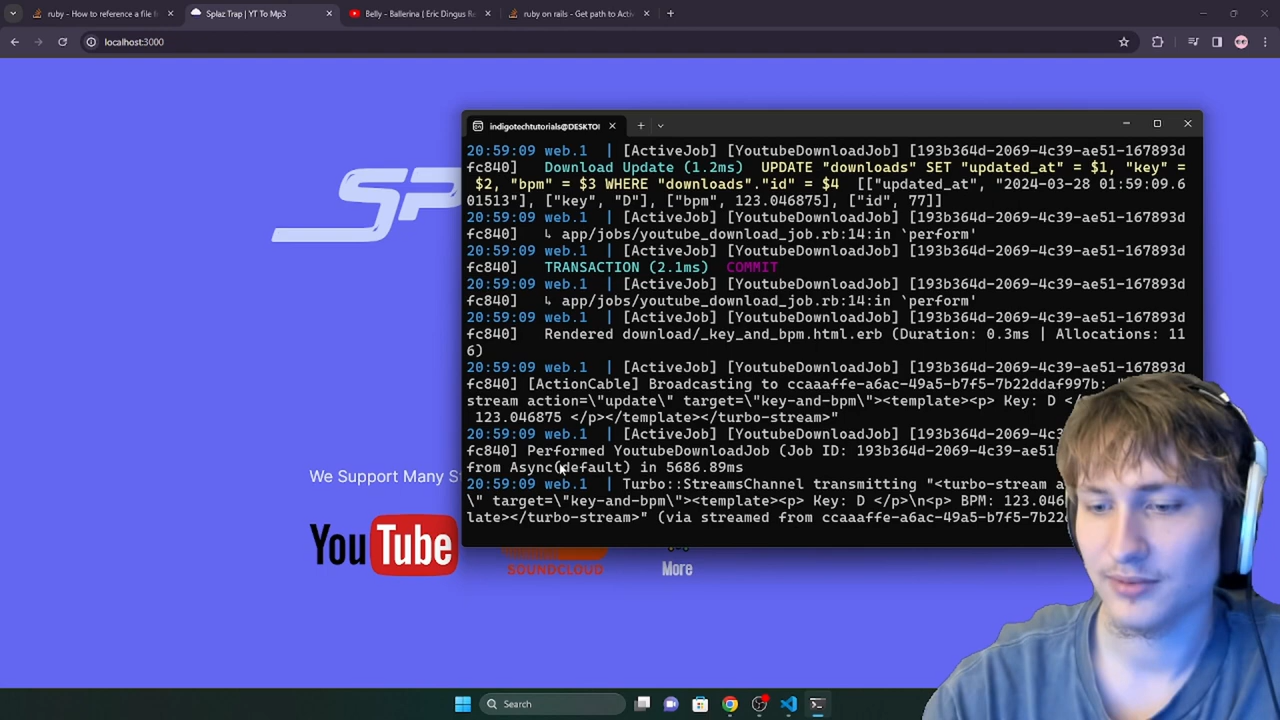 ruby - How to reference a file f
Splaz Trap | YT To Mp3
Belly - Ballerina | Eric Dingus Re
ruby on rails - Get path to Activ
localhost:3000
SP
indigotechtutorials@DESKTO
20:59:09 web.1 | [ActiveJob] [YoutubeDownloadJob] [193b364d-2069-4c39-ae51-167893d
fc840] Download Update (1.2ms) UPDATE "downloads" SET "updated_at" = $1, "key" =
$2, "bpm" = $3 WHERE "downloads"."id" = $4 [["updated_at", "2024-03-28 01:59:09.6
01513"], ["key", "D"], ["bpm", 123.046875], ["id", 77]]
20:59:09 web.1 | [ActiveJob] [YoutubeDownloadJob] [193b364d-2069-4c39-ae51-167893d
fc840] ↳ app/jobs/youtube_download_job.rb:14:in `perform'
20:59:09 web.1 | [ActiveJob] [YoutubeDownloadJob] [193b364d-2069-4c39-ae51-167893d
fc840] TRANSACTION (2.1ms) COMMIT
20:59:09 web.1 | [ActiveJob] [YoutubeDownloadJob] [193b364d-2069-4c39-ae51-167893d
fc840] ↳ app/jobs/youtube_download_job.rb:14:in `perform'
20:59:09 web.1 | [ActiveJob] [YoutubeDownloadJob] [193b364d-2069-4c39-ae51-167893d
fc840] Rendered download/_key_and_bpm.html.erb (Duration: 0.3ms | Allocations: 11
6)
20:59:09 web.1 | [ActiveJob] [YoutubeDownloadJob] [193b364d-2069-4c39-ae51-167893d
fc840] [ActionCable] Broadcasting to ccaaaffe-a6ac-49a5-b7f5-7b22ddaf997b:
stream action=\"update\" target=\"key-and-bpm\"><template><p> Key: D </
123.046875 </p></template></turbo-stream>"
20:59:09 web.1 | [ActiveJob] [YoutubeDownloadJob] [193b364d-2069-4c39-
fc840] Performed YoutubeDownloadJob (Job ID: 193b364d-2069-4c39-ae51
from Async(default) in 5686.89ms
20:59:09 web.1 | Turbo::StreamsChannel transmitting "<turbo-stream a
\" target=\"key-and-bpm\"><template><p> Key: D </p>\n<p> BPM: 123.046
late></turbo-stream>" (via streamed from ccaaaffe-a6ac-49a5-b7f5-7b22d
We Support Many S
YouTube
SOUNDCLOUD
More
Search